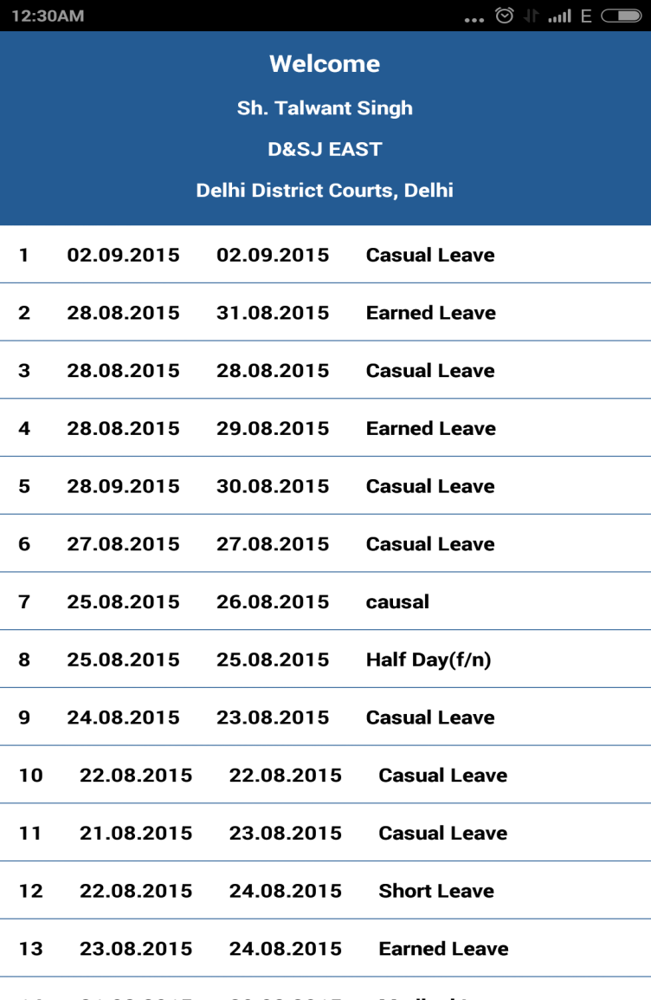 12:30AM ... E
Welcome
Sh. Talwant Singh
D&SJ EAST
Delhi District Courts, Delhi
1 02.09.2015 02.09.2015 Casual Leave
2 28.08.2015 31.08.2015 Earned Leave
3 28.08.2015 28.08.2015 Casual Leave
4 28.08.2015 29.08.2015 Earned Leave
5 28.09.2015 30.08.2015 Casual Leave
6 27.08.2015 27.08.2015 Casual Leave
7 25.08.2015 26.08.2015 causal
8 25.08.2015 25.08.2015 Half Day(f/n)
9 24.08.2015 23.08.2015 Casual Leave
10 22.08.2015 22.08.2015 Casual Leave
11 21.08.2015 23.08.2015 Casual Leave
12 22.08.2015 24.08.2015 Short Leave
13 23.08.2015 24.08.2015 Earned Leave